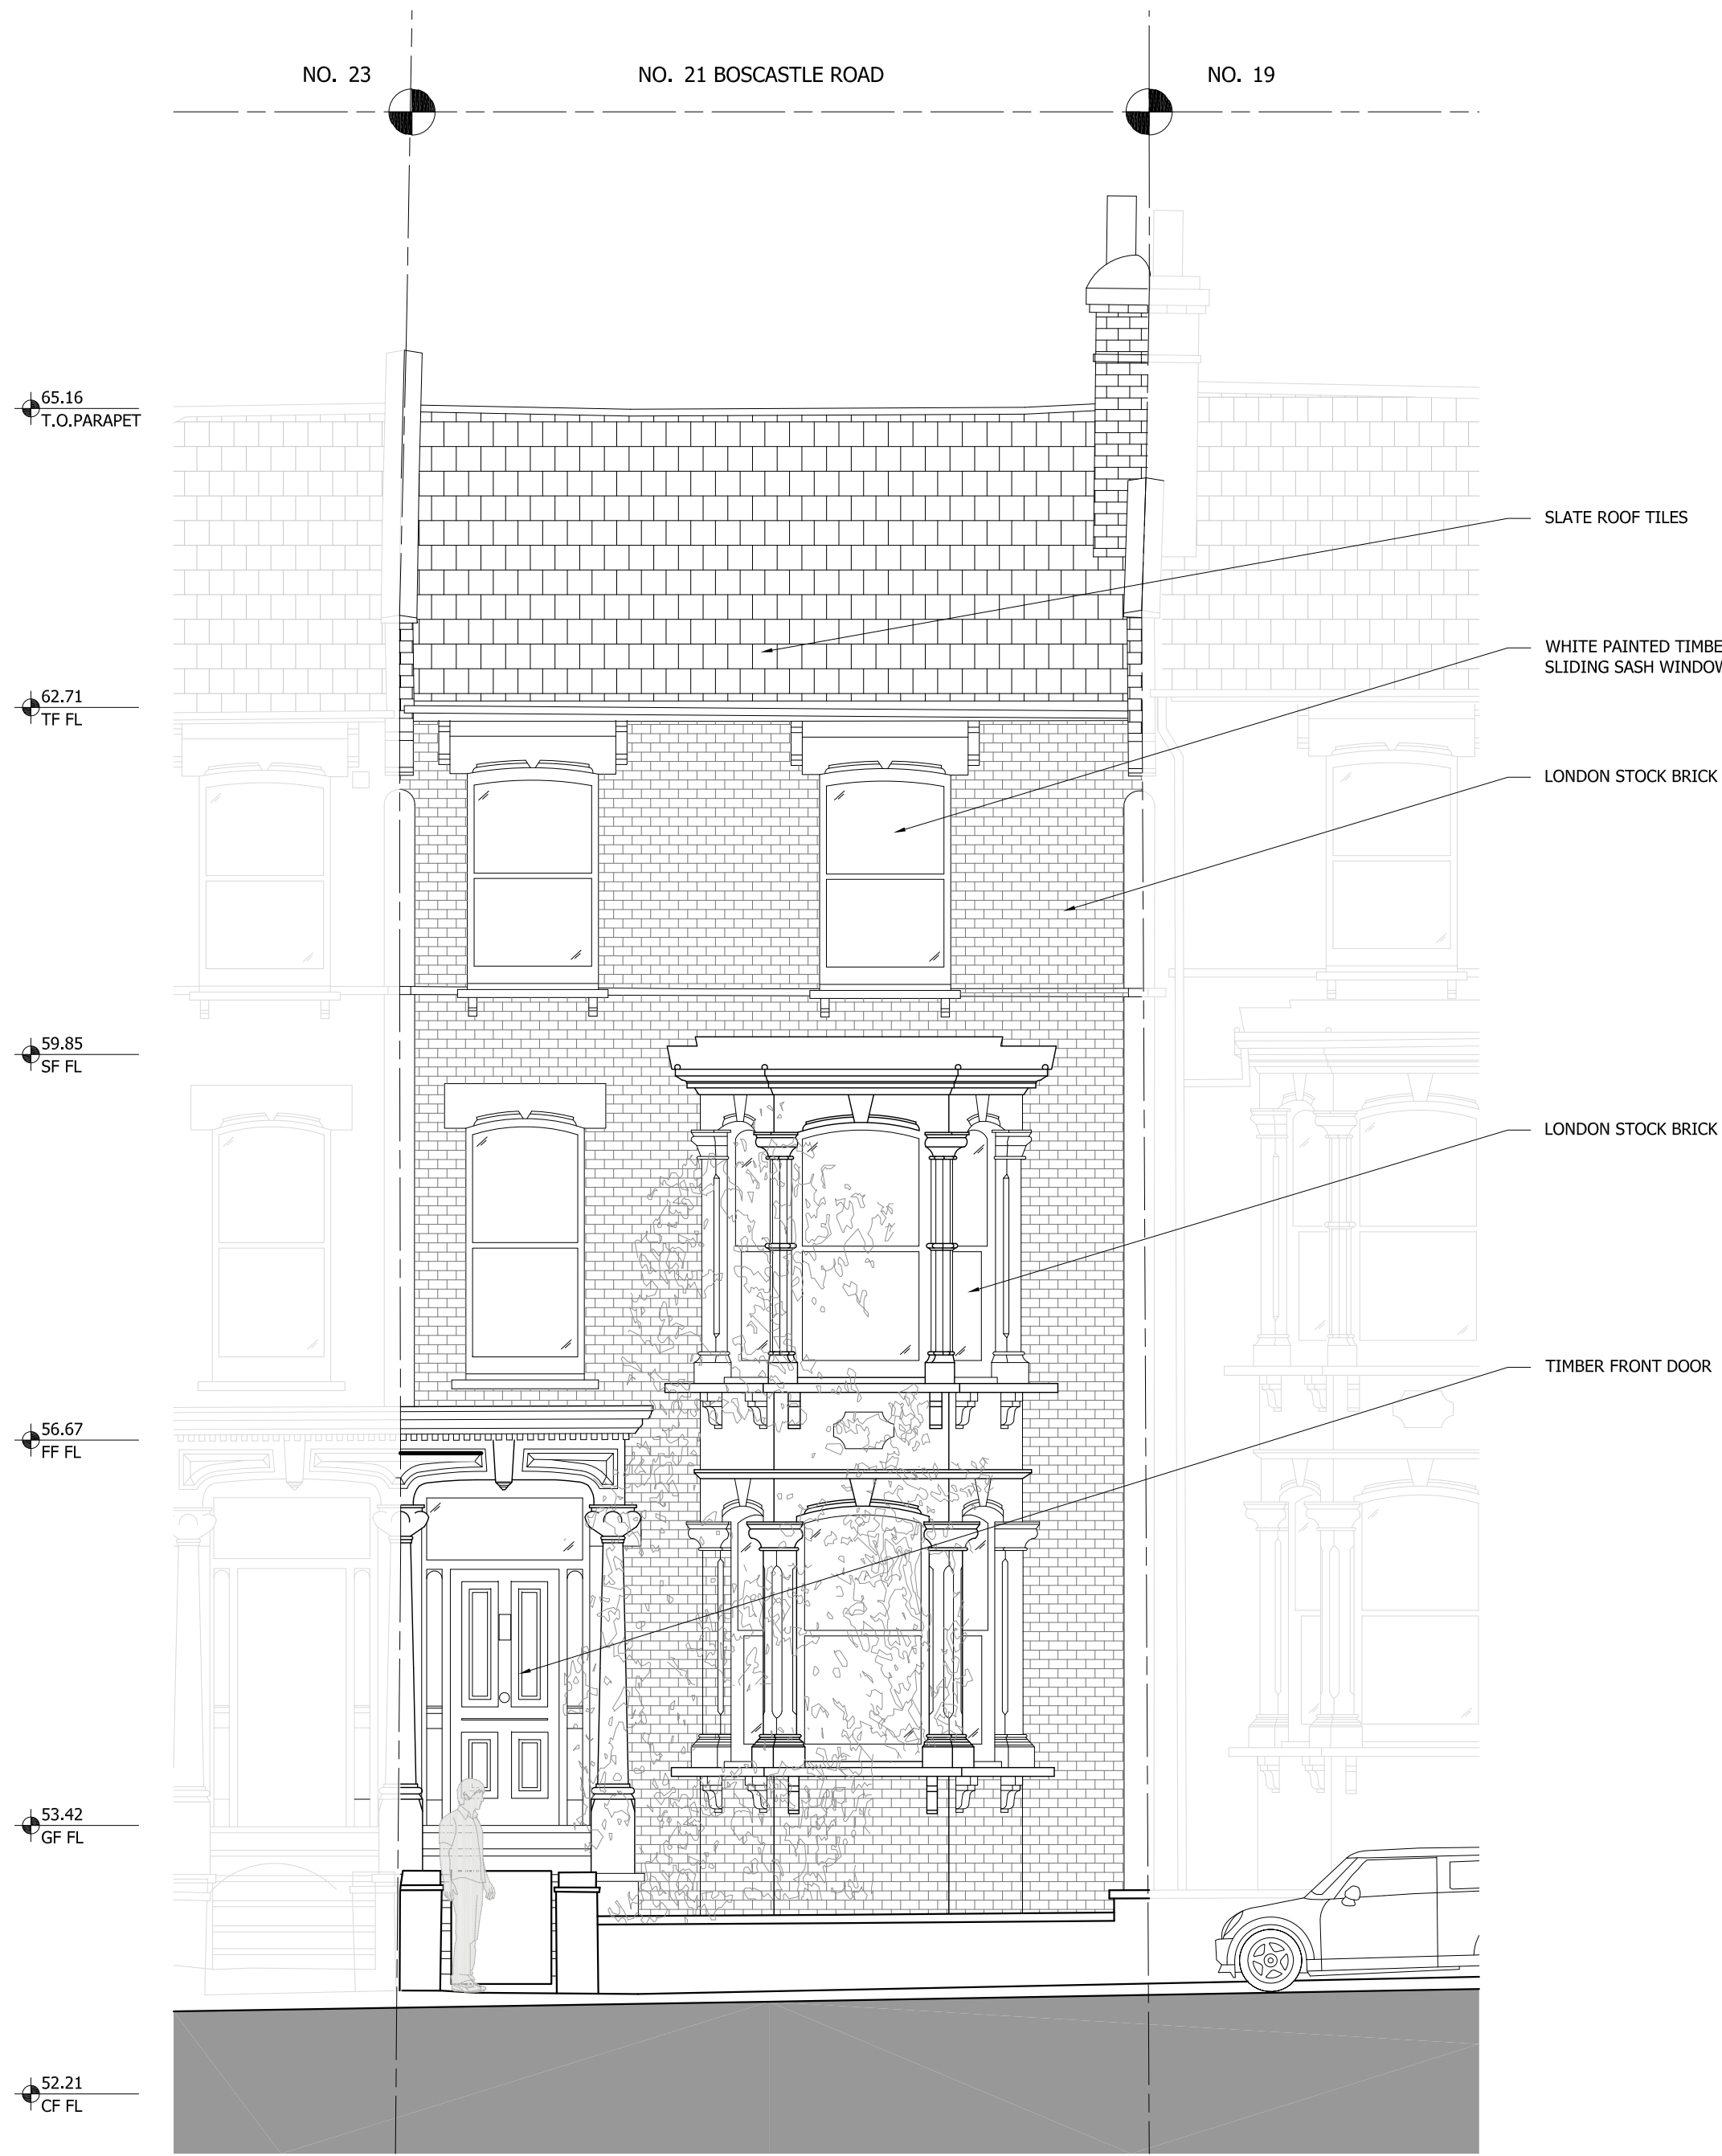 NO. 23
NO. 21 BOSCASTLE ROAD
NO. 19
65.16
T.O.PARAPET
SLATE ROOF TILES
WHITE PAINTED TIMBE
SLIDING SASH WINDOW
62.71
TF FL
LONDON STOCK BRICK
59.85
SF FL
LONDON STOCK BRICK
TIMBER FRONT DOOR
56.67
FF FL
53.42
GF FL
52.21
CF FL